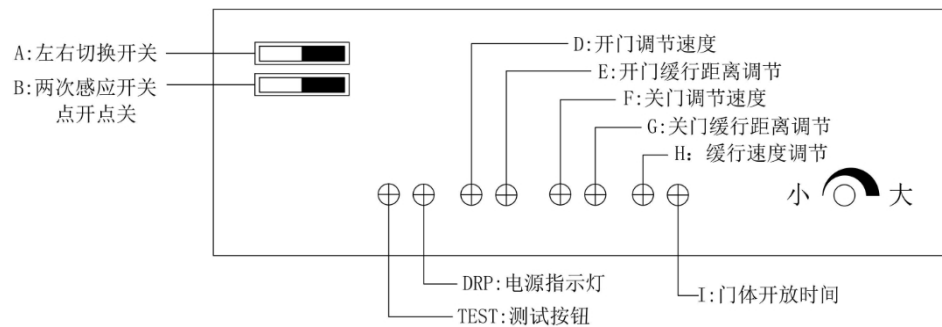 A:左右切换开关
B:两次感应开关
点开点关
D:开门调节速度
E:开门缓行距离调节
F:关门调节速度
G:关门缓行距离调节
H：缓行速度调节
小 大
DRP:电源指示灯
I:门体开放时间
TEST:测试按钮